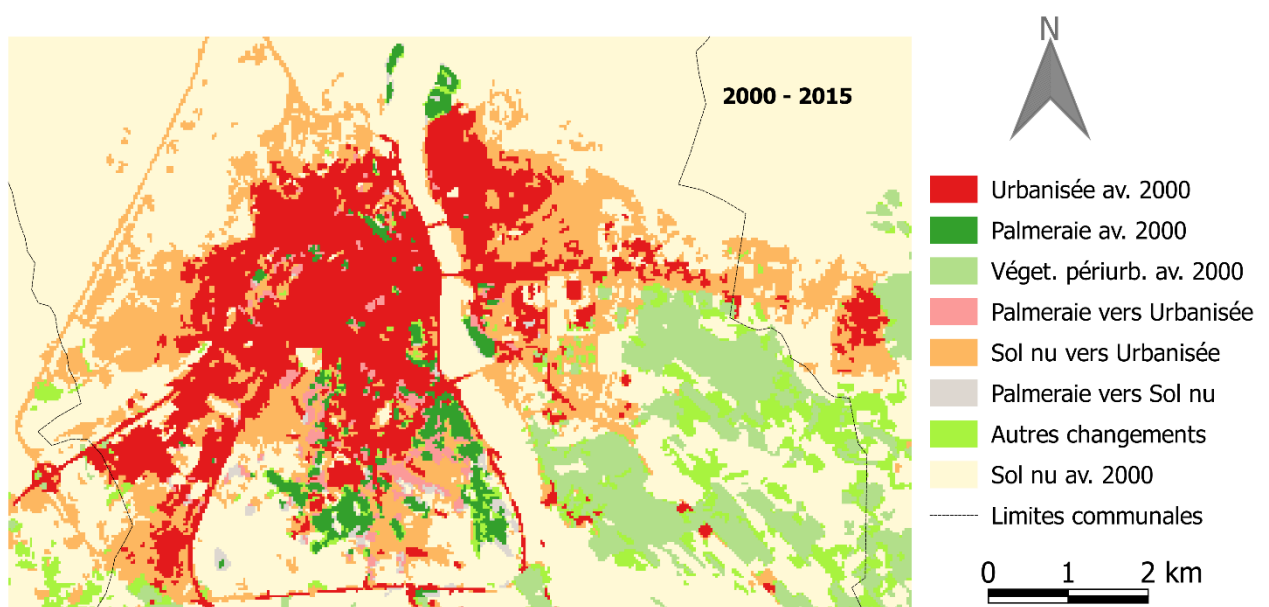 N
2000 - 2015
Urbanisée av. 2000
Palmeraie av. 2000
Véget. périurb. av. 2000
Palmeraie vers Urbanisée
Sol nu vers Urbanisée
Palmeraie vers Sol nu
Autres changements
Sol nu av. 2000
Limites communales
0 1 2 km